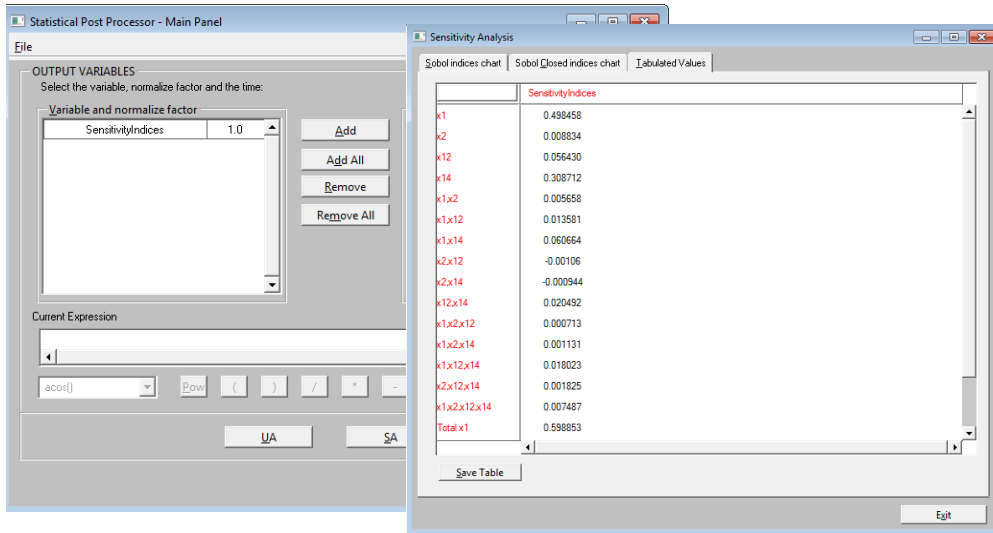 Statistical Post Processor - Main Panel
File
OUTPUT VARIABLES
Select the variable, normalize factor and the time:
Variable and normalize factor
SensitivityIndices 1.0
Add
Add All
Remove
Remove All
Current Expression
acos() Pow ( ) / * -
UA SA
Sensitivity Analysis
Sobol indices chart Sobol Closed indices chart Tabulated Values
SensitivityIndices
x1 0.498458
x2 0.008834
x12 0.056430
x14 0.308712
x1,x2 0.005658
x1,x12 0.013581
x1,x14 0.060664
x2,x12 -0.00106
x2,x14 -0.000944
x12,x14 0.020492
x1,x2,x12 0.000713
x1,x2,x14 0.001131
x1,x12,x14 0.018023
x2,x12,x14 0.001825
x1,x2,x12,x14 0.007487
Total x1 0.598853
Save Table
Exit